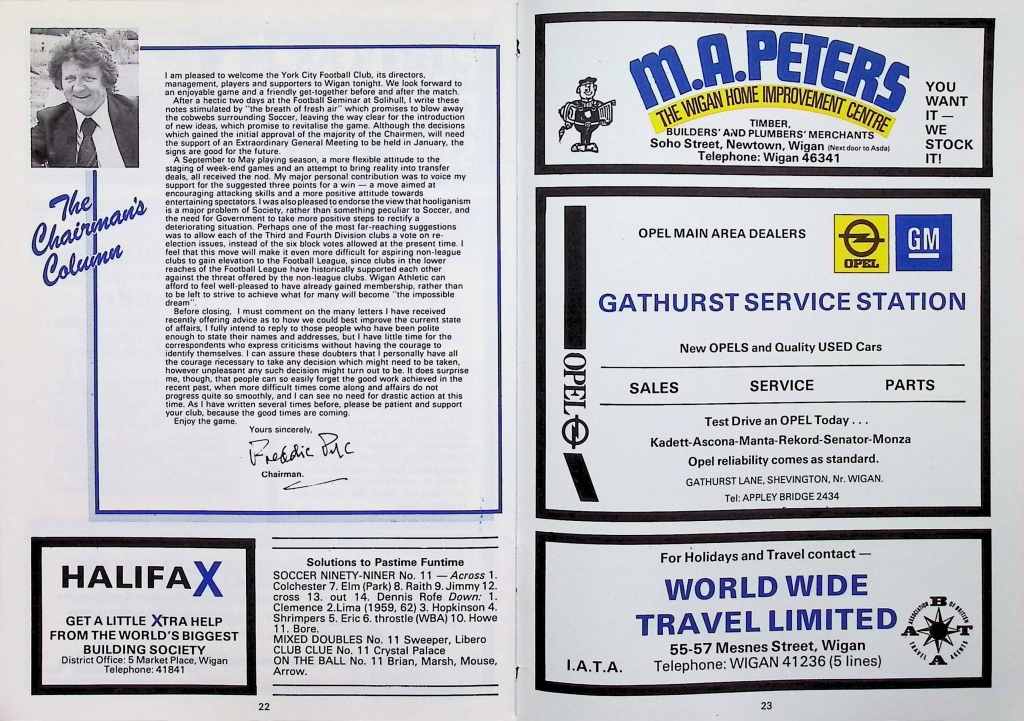 The
Chairman's
Column
I am pleased to welcome the York City Football Club, its directors,
management, players and supporters to Wigan tonight. We look forward to
an enjoyable game and a friendly get-together before and after the match.
After a hectic two days at the Football Seminar at Solihull, I write these
notes stimulated by "the breath of fresh air" which promises to blow away
the cobwebs surrounding Soccer, leaving the way clear for the introduction
of new ideas, which promise to revitalise the game. Although the decisions
which gained the initial approval of the majority of the Chairmen, will need
the support of an Extraordinary General Meeting to be held in January, the
signs are good for the future.
A September to May playing season, a more flexible attitude to the
staging of week-end games and an attempt to bring reality into transfer
deals, all received the nod. My major personal contribution was to voice my
support for the suggested three points for a win — a move aimed at
encouraging attacking skills and a more positive attitude towards
entertaining spectators. I was also pleased to endorse the view that hooliganism
is a major problem of Society, rather than something peculiar to Soccer, and
the need for Government to take more positive steps to rectify a
deteriorating situation. Perhaps one of the most far-reaching suggestions
was to allow each of the Third and Fourth Division clubs a vote on re-
election issues, instead of the six block votes allowed at the present time. I
feel that this move will make it even more difficult for aspiring non-league
clubs to gain elevation to the Football League, since clubs in the lower
reaches of the Football League have historically supported each other
against the threat offered by the non-league clubs. Wigan Athletic can
afford to feel well-pleased to have already gained membership, rather than
to be left to strive to achieve what for many will become "the impossible
dream".
Before closing, I must comment on the many letters I have received
recently offering advice as to how we could best improve the current state
of affairs, I fully intend to reply to those people who have been polite
enough to state their names and addresses, but I have little time for the
correspondents who express criticisms without having the courage to
identify themselves. I can assure these doubters that I personally have all
the courage necessary to take any decision which might need to be taken,
however unpleasant any such decision might turn out to be. It does surprise
me, though, that people can so easily forget the good work achieved in the
recent past, when more difficult times come along and affairs do not
progress quite so smoothly, and I can see no need for drastic action at this
time. As I have written several times before, please be patient and support
your club, because the good times are coming.
Enjoy the game.
Yours sincerely,
Freddie Pye
Chairman.
HALIFAX
GET A LITTLE XTRA HELP
FROM THE WORLD'S BIGGEST
BUILDING SOCIETY
District Office: 5 Market Place, Wigan
Telephone: 41841
Solutions to Pastime Funtime
SOCCER NINETY-NINER No. 11 — Across 1.
Colchester 7. Elm (Park) 8. Raith 9. Jimmy 12.
cross 13. out 14. Dennis Rofe Down: 1.
Clemence 2.Lima (1959, 62) 3. Hopkinson 4.
Shrimpers 5. Eric 6. throstle (WBA) 10. Howe
11. Bore.
MIXED DOUBLES No. 11 Sweeper, Libero
CLUB CLUE No. 11 Crystal Palace
ON THE BALL No. 11 Brian, Marsh, Mouse,
Arrow.
22
M.A.PETERS
THE WIGAN HOME IMPROVEMENT CENTRE
TIMBER,
BUILDERS' AND PLUMBERS' MERCHANTS
Soho Street, Newtown, Wigan (Next door to Asda)
Telephone: Wigan 46341
YOU
WANT
IT —
WE
STOCK
IT!
OPEL
OPEL MAIN AREA DEALERS
OPEL
GM
GATHURST SERVICE STATION
New OPELS and Quality USED Cars
SALES SERVICE PARTS
Test Drive an OPEL Today . . .
Kadett-Ascona-Manta-Rekord-Senator-Monza
Opel reliability comes as standard.
GATHURST LANE, SHEVINGTON, Nr. WIGAN.
Tel: APPLEY BRIDGE 2434
For Holidays and Travel contact —
WORLD WIDE
TRAVEL LIMITED
55-57 Mesnes Street, Wigan
I.A.T.A. Telephone: WIGAN 41236 (5 lines)
ABTA
ASSOCIATION OF BRITISH TRAVEL AGENTS
23